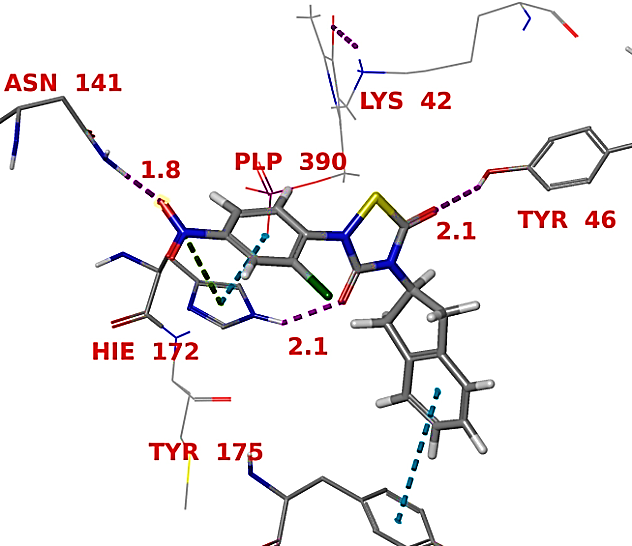 ASN 141
LYS 42
1.8
PLP 390
TYR 46
2.1
HIE 172
2.1
TYR 175